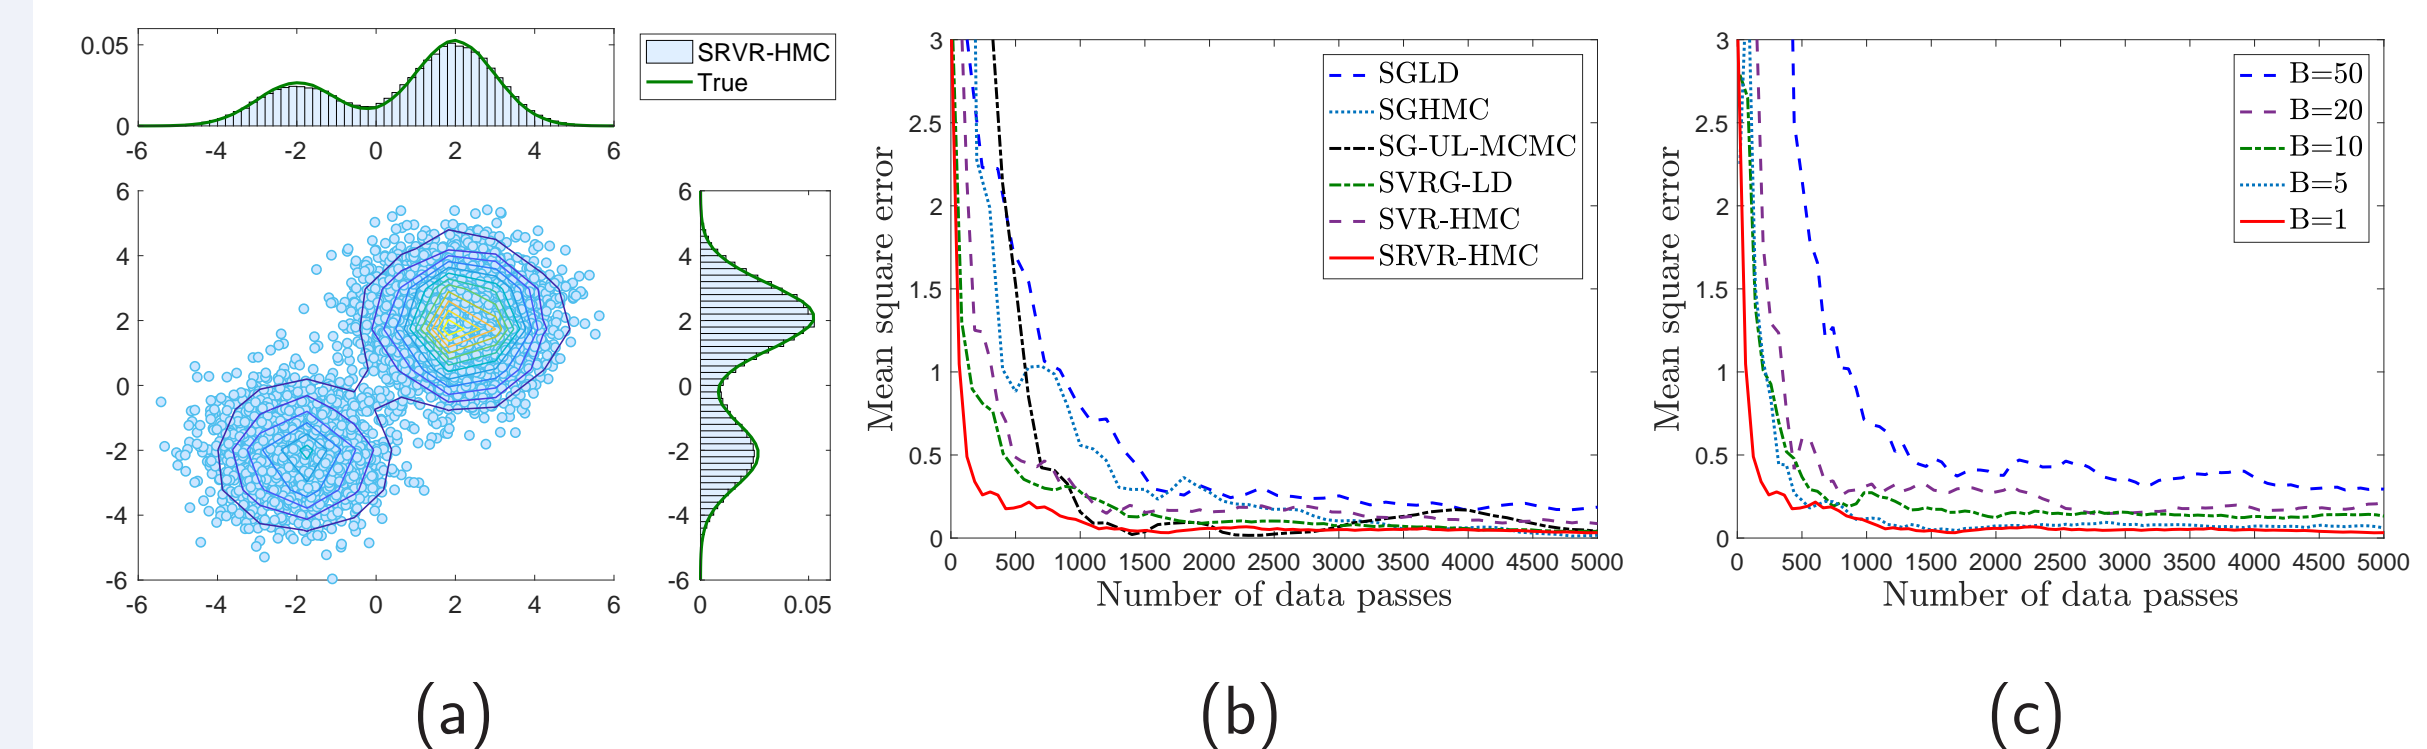 0.05
0
-6 -4 -2 0 2 4 6
SRVR-HMC
True
6
4
2
0
-2
-4
-6
-6 -4 -2 0 2 4 6
6
4
2
0
-2
-4
-6
0 0.05
(a)
Mean square error
3
2.5
2
1.5
1
0.5
0
0 500 1000 1500 2000 2500 3000 3500 4000 4500 5000
Number of data passes
SGLD
SGHMC
SG-UL-MCMC
SVRG-LD
SVR-HMC
SRVR-HMC
(b)
Mean square error
3
2.5
2
1.5
1
0.5
0
0 500 1000 1500 2000 2500 3000 3500 4000 4500 5000
Number of data passes
B=50
B=20
B=10
B=5
B=1
(c)